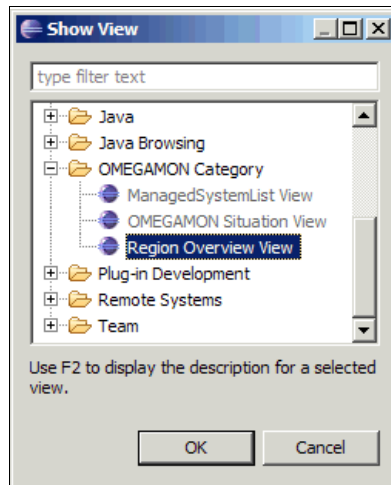 Show View
type filter text
Java
Java Browsing
OMEGAMON Category
ManagedSystemList View
OMEGAMON Situation View
Region Overview View
Plug-in Development
Remote Systems
Team
Use F2 to display the description for a selected
view.
OK Cancel